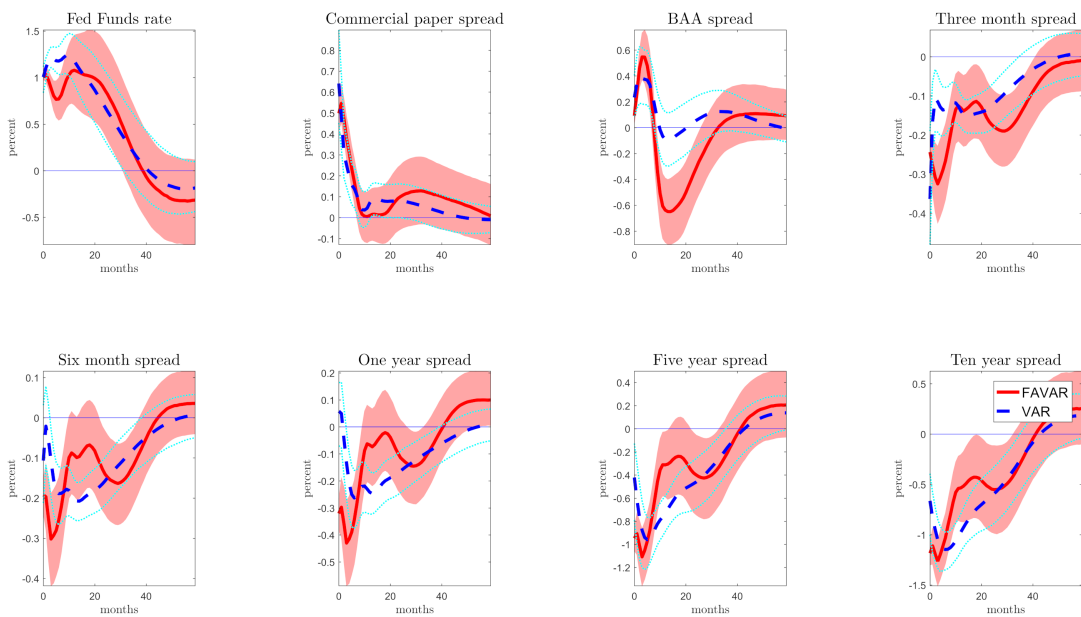 Fed Funds rate
1.5
1
0.5
0
-0.5
percent
0 20 40
months
Commercial paper spread
0.9
0.8
0.7
0.6
0.5
0.4
0.3
0.2
0.1
0
-0.1
percent
0 20 40
months
BAA spread
0.6
0.4
0.2
0
-0.2
-0.4
-0.6
-0.8
percent
0 20 40
months
Three month spread
0
-0.1
-0.2
-0.3
-0.4
percent
0 20 40
months
Six month spread
0.1
0
-0.1
-0.2
-0.3
-0.4
percent
0 20 40
months
One year spread
0.2
0.1
0
-0.1
-0.2
-0.3
-0.4
-0.5
percent
0 20 40
months
Five year spread
0.4
0.2
0
-0.2
-0.4
-0.6
-0.8
-1
-1.2
percent
0 20 40
months
Ten year spread
0.5
0
-0.5
-1
-1.5
percent
0 20 40
months
FAVAR
VAR